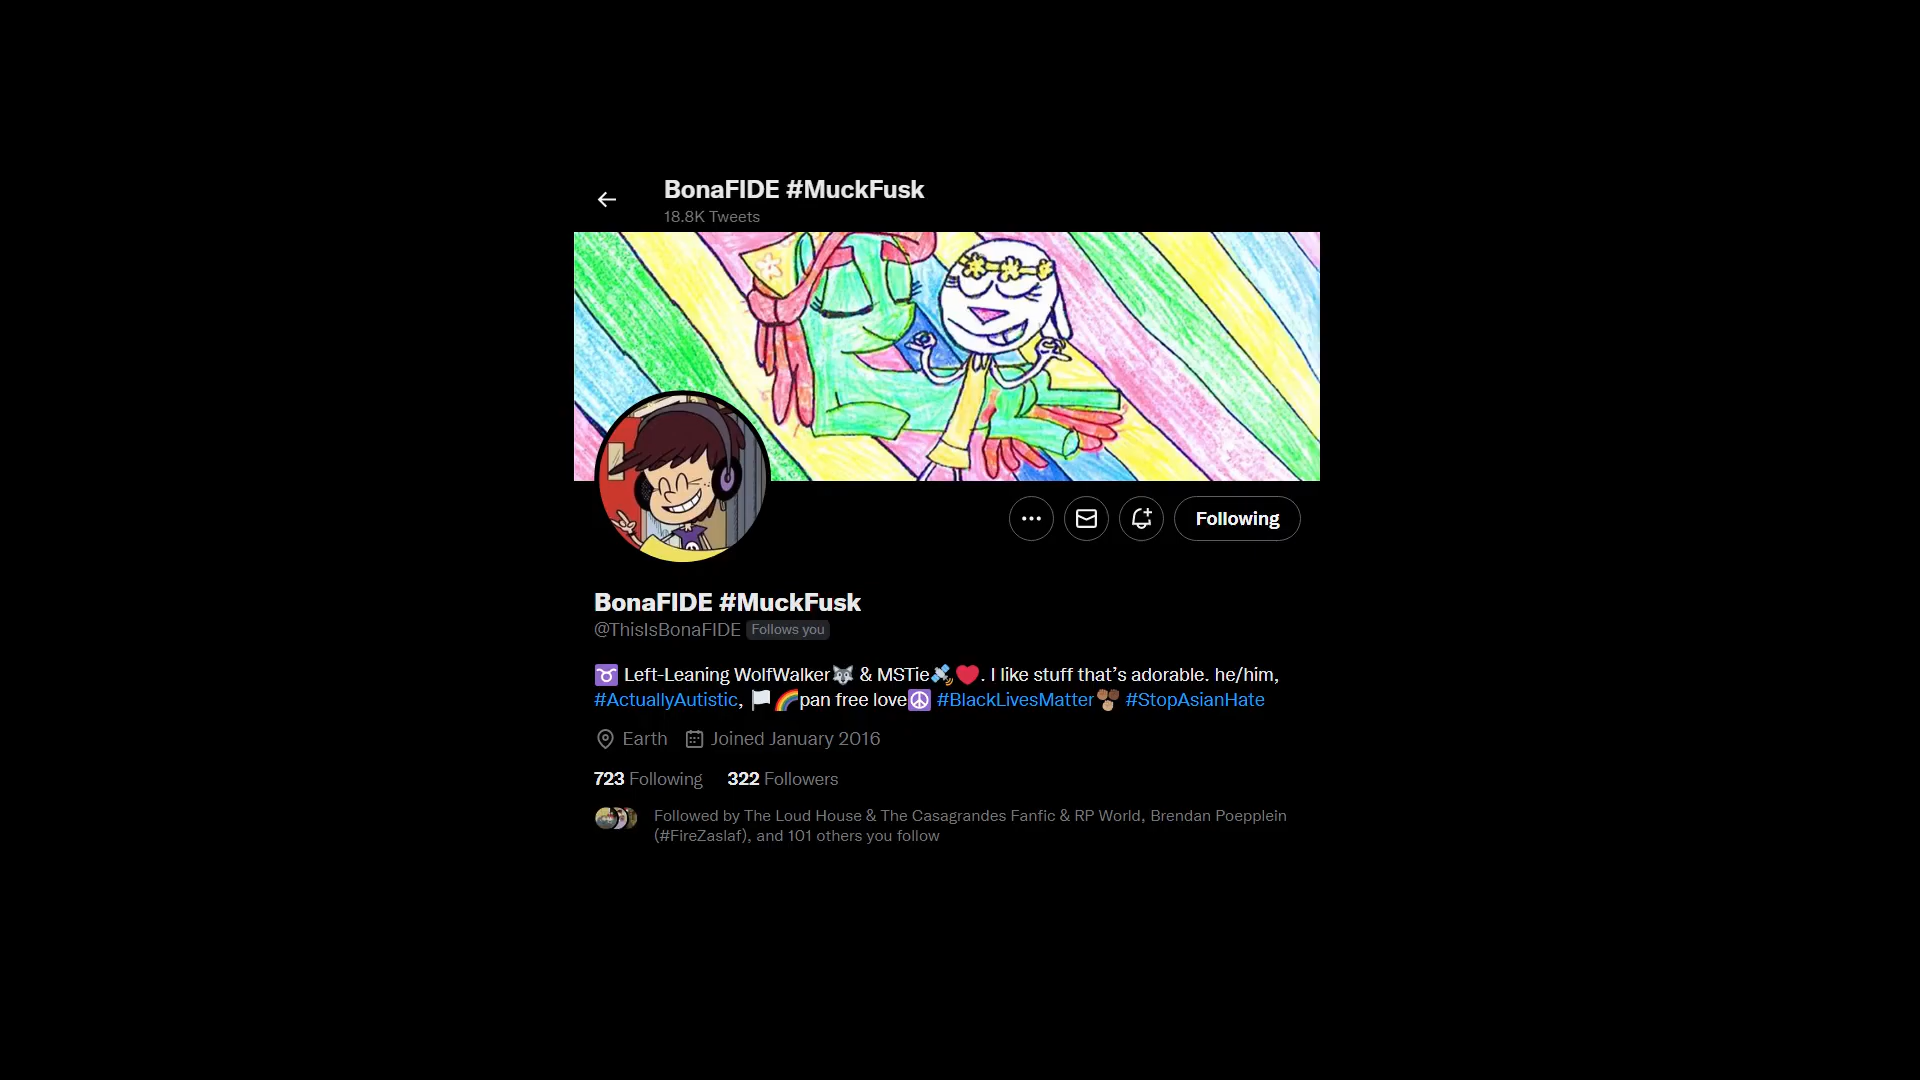 BonaFIDE #MuckFusk
18.8K Tweets
Following
BonaFIDE #MuckFusk
@ThisIsBonaFIDE Follows you
♉ Left-Leaning WolfWalker🐺 & MSTie🛰️❤️. I like stuff that’s adorable. he/him,
#ActuallyAutistic, 🏳️🌈pan free love☮️ #BlackLivesMatter #StopAsianHate
Earth Joined January 2016
723 Following 322 Followers
Followed by The Loud House & The Casagrandes Fanfic & RP World, Brendan Poepplein
(#FireZaslaf), and 101 others you follow